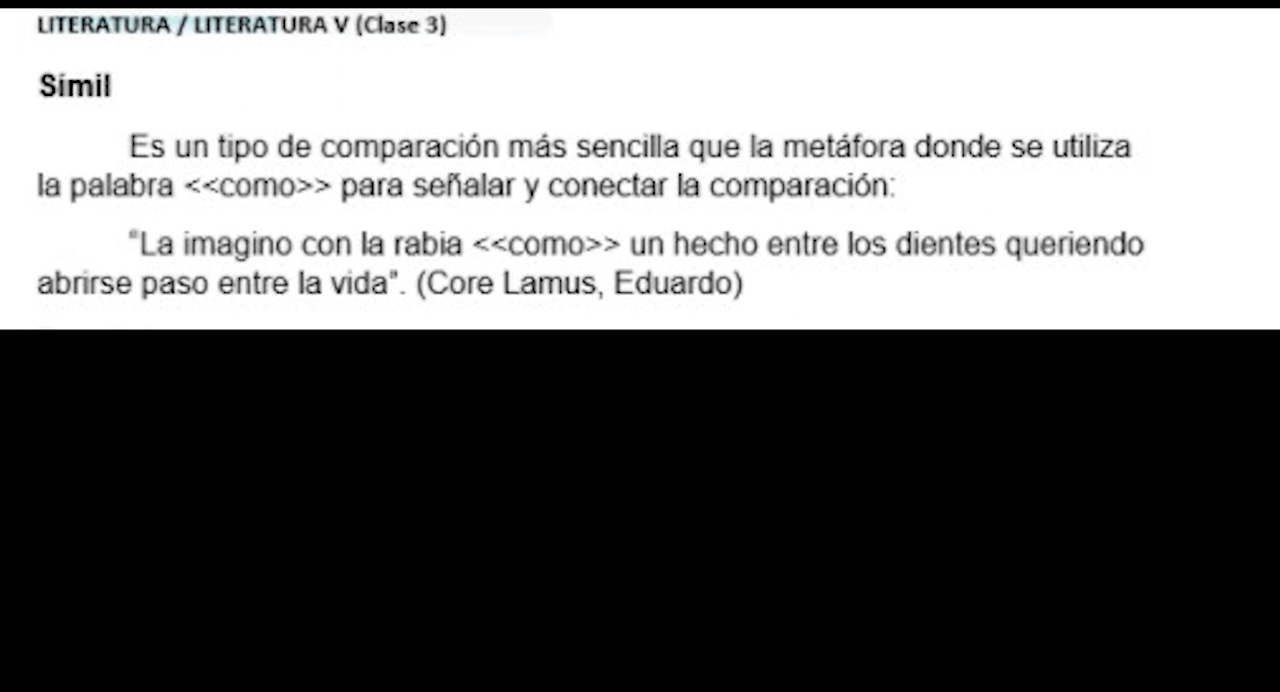 LITERATURA / LITERATURA V (Clase 3)
Símil
Es un tipo de comparación más sencilla que la metáfora donde se utiliza
la palabra <<como>> para señalar y conectar la comparación:
"La imagino con la rabia <<como>> un hecho entre los dientes queriendo
abrirse paso entre la vida". (Core Lamus, Eduardo)